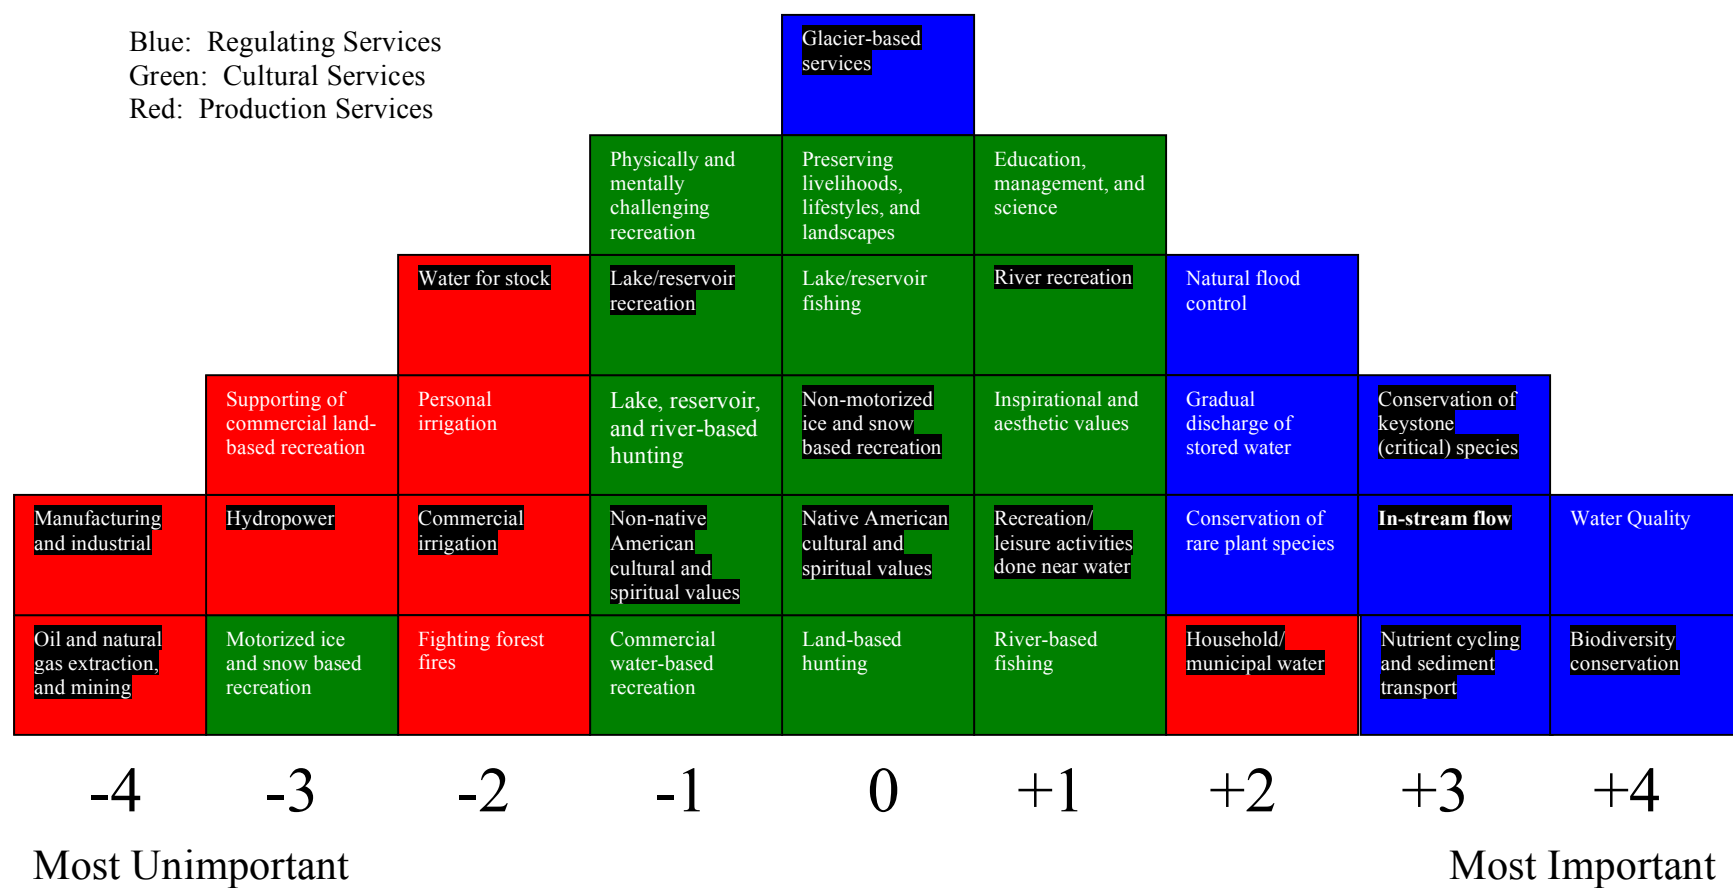 Blue:  Regulating Services
Green:  Cultural Services
Red:  Production Services
Glacier-based
services
Physically and
mentally
challenging
recreation
Preserving
livelihoods,
lifestyles, and
landscapes
Education,
management, and
science
Water for stock
Lake/reservoir
recreation
Lake/reservoir
fishing
River recreation
Natural flood
control
Supporting of
commercial land-
based recreation
Personal
irrigation
Lake, reservoir,
and river-based
hunting
Non-motorized
ice and snow
based recreation
Inspirational and
aesthetic values
Gradual
discharge of
stored water
Conservation of
keystone
(critical) species
Manufacturing
and industrial
Hydropower
Commercial
irrigation
Non-native
American
cultural and
spiritual values
Native American
cultural and
spiritual values
Recreation/
leisure activities
done near water
Conservation of
rare plant species
In-stream flow
Water Quality
Oil and natural
gas extraction,
and mining
Motorized ice
and snow based
recreation
Fighting forest
fires
Commercial
water-based
recreation
Land-based
hunting
River-based
fishing
Household/
municipal water
Nutrient cycling
and sediment
transport
Biodiversity
conservation
-4 -3 -2 -1 0 +1 +2 +3 +4
Most Unimportant
Most Important